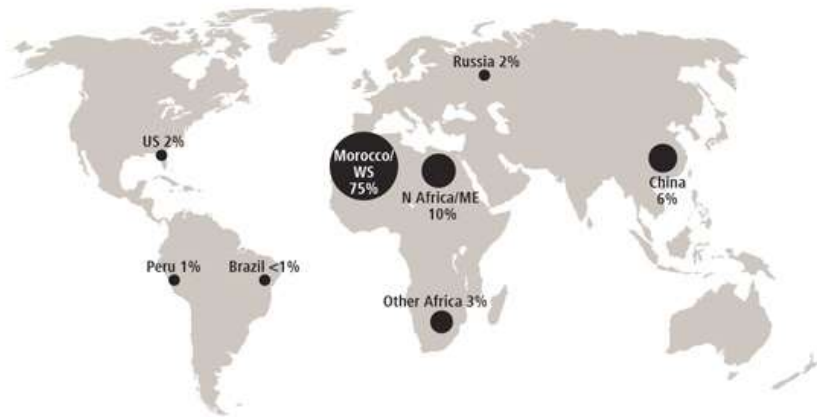 Russia 2%
US 2%
Morocco/
WS
75%
N Africa/ME
10%
China
6%
Peru 1%
Brazil <1%
Other Africa 3%